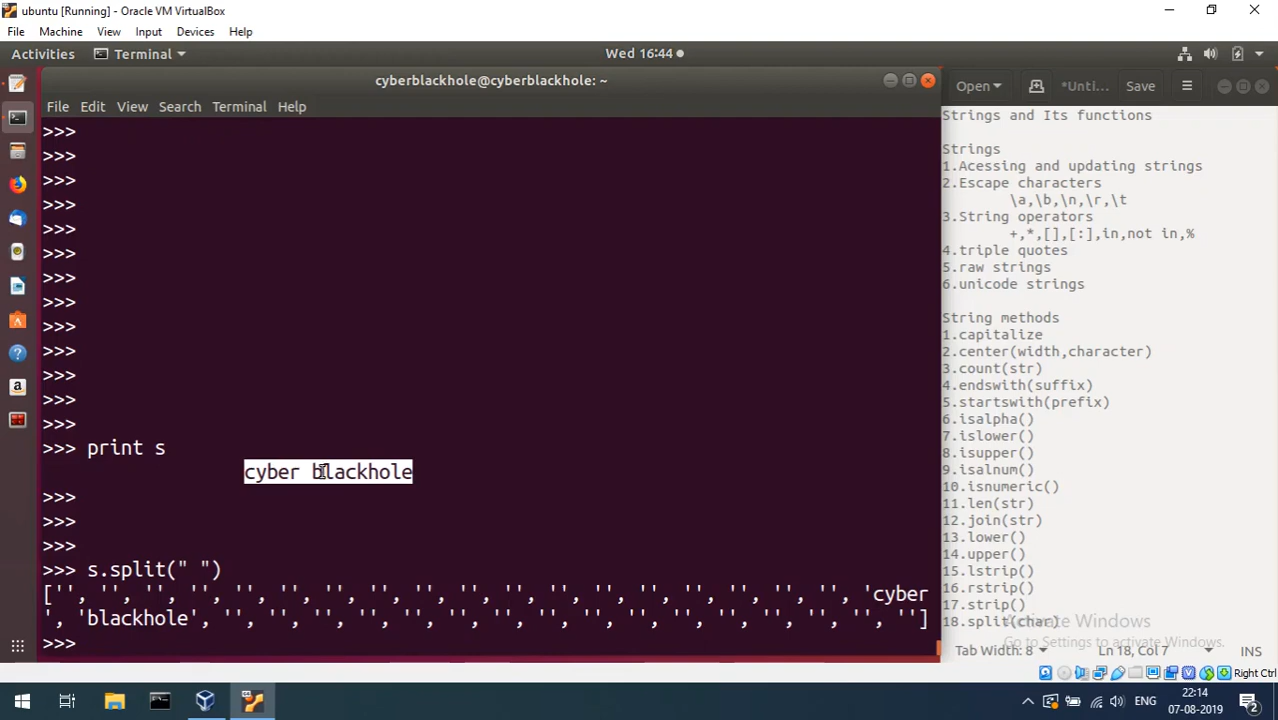 ubuntu [Running] - Oracle VM VirtualBox
File Machine View Input Devices Help
Activities Terminal Wed 16:44
cyberblackhole@cyberblackhole: ~
File Edit View Search Terminal Help
>>>
>>>
>>>
>>>
>>>
>>>
>>>
>>>
>>>
>>>
>>>
>>>
>>>
>>> print s
cyber blackhole
>>>
>>>
>>>
>>> s.split(" ")
['', '', '', '', '', '', '', '', '', '', '', '', '', '', '', '', '', '', 'cyber
', 'blackhole', '', '', '', '', '', '', '', '', '', '', '', '', '', '', '', '']
>>>
Open *Unti... Save
Strings and Its functions
Strings
1.Acessing and updating strings
2.Escape characters
\a,\b,\n,\r,\t
3.String operators
+,*,[],[:],in,not in,%
4.triple quotes
5.raw strings
6.unicode strings
String methods
1.capitalize
2.center(width,character)
3.count(str)
4.endswith(suffix)
5.startswith(prefix)
6.isalpha()
7.islower()
8.isupper()
9.isalnum()
10.isnumeric()
11.len(str)
12.join(str)
13.lower()
14.upper()
15.lstrip()
16.rstrip()
17.strip()
18.split(char)
Activate Windows
Go to Settings to activate Windows.
Tab Width: 8 Ln 18, Col 7 INS
Right Ctrl
ENG 22:14
07-08-2019
2